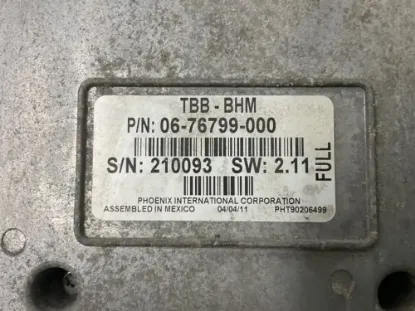 TBB - BHM
P/N: 06-76799-000
S/N: 210093 SW: 2.11
FULL
PHOENIX INTERNATIONAL CORPORATION
ASSEMBLED IN MEXICO 04/04/11 PHT90206499